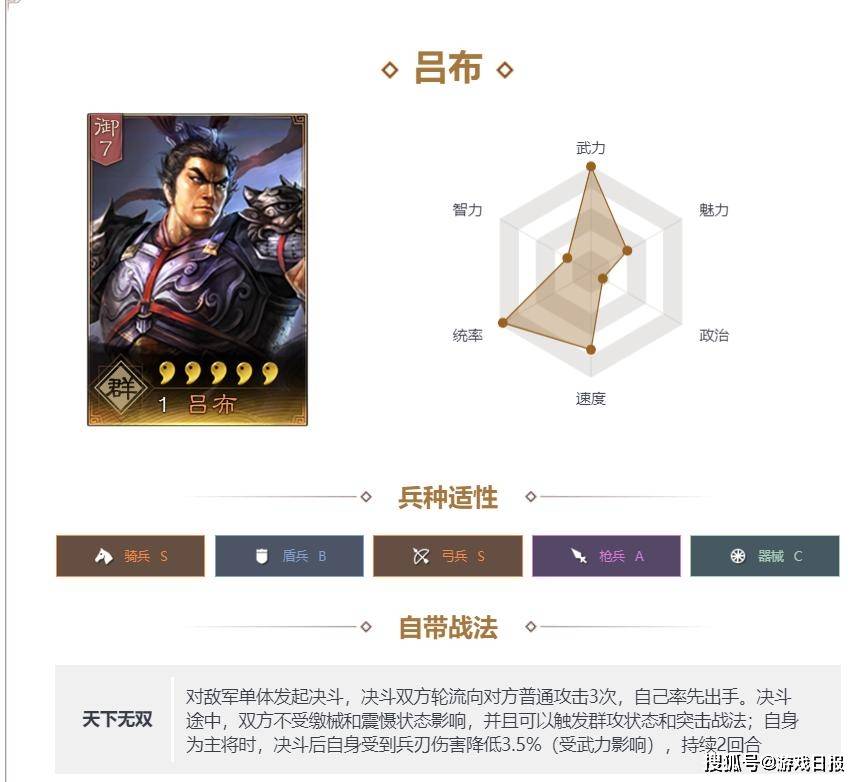 吕布
御
7
群
1 吕布
武力
智力
魅力
统率
政治
速度
兵种适性
骑兵 S
盾兵 B
弓兵 S
枪兵 A
器械 C
自带战法
天下无双
对敌军单体发起决斗，决斗双方轮流向对方普通攻击3次，自己率先出手。决斗
途中，双方不受缴械和震慑状态影响，并且可以触发群攻状态和突击战法；自身
为主将时，决斗后自身受到兵刃伤害降低3.5%（受武力影响），持续2回合
搜狐号@游戏日报